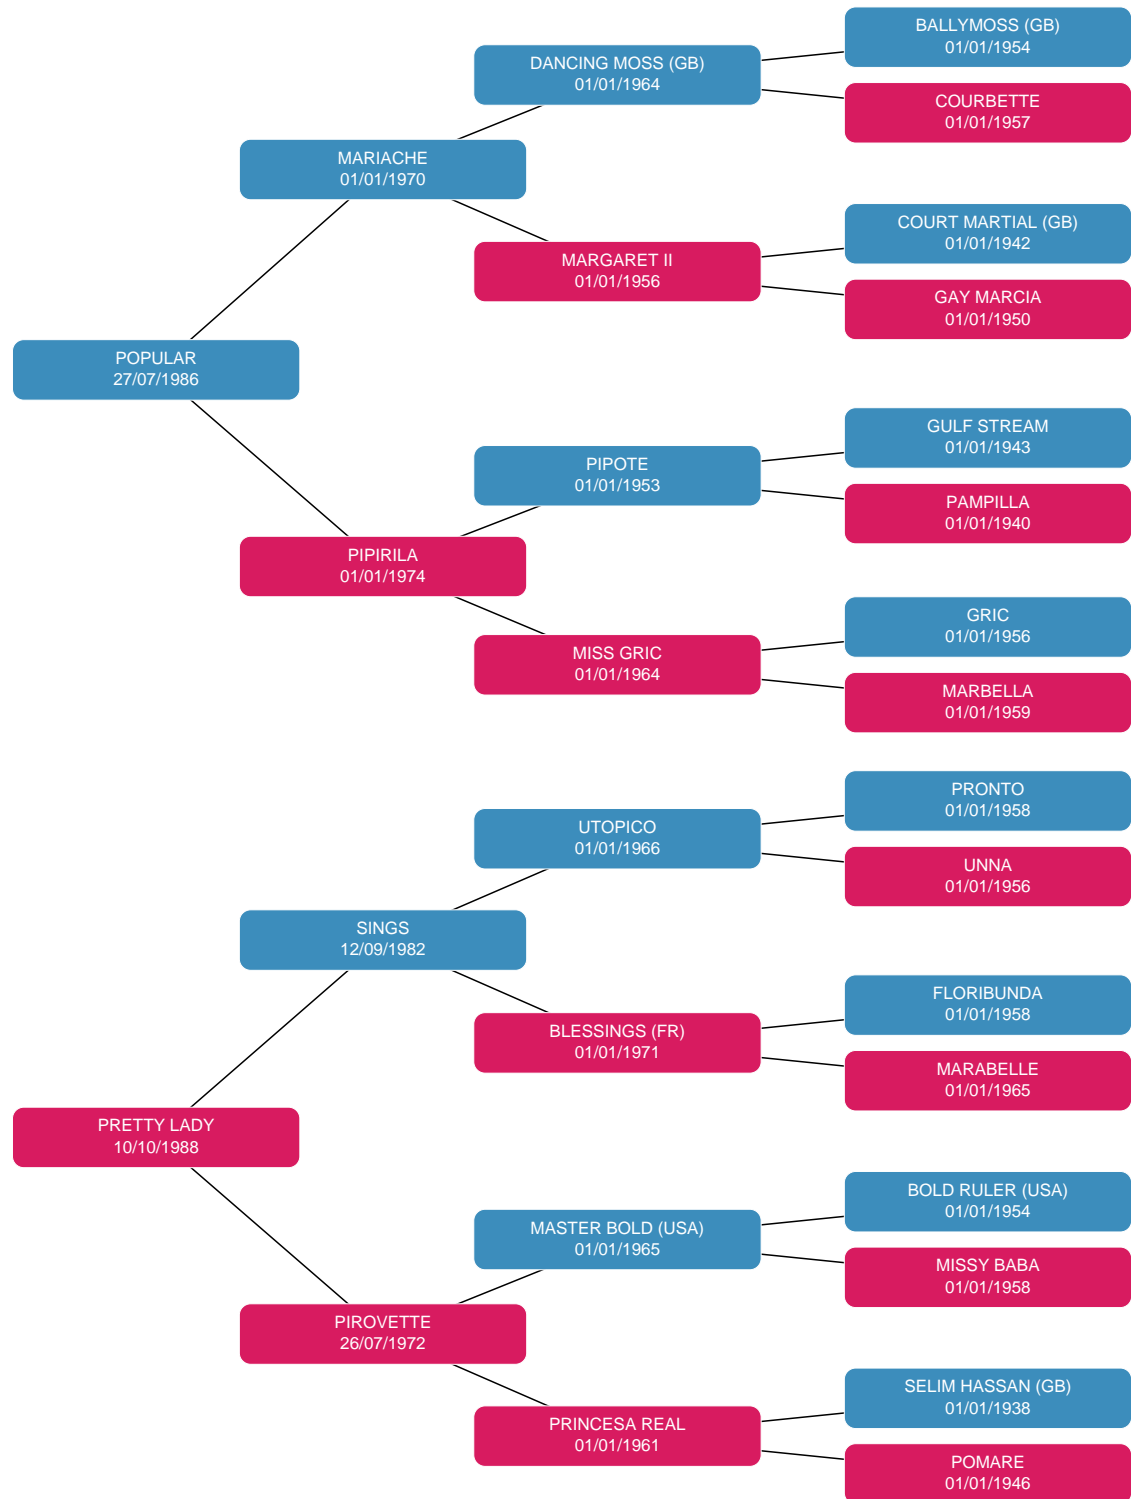 BALLYMOSS (GB)
01/01/1954
DANCING MOSS (GB)
01/01/1964
COURBETTE
01/01/1957
MARIACHE
01/01/1970
COURT MARTIAL (GB)
01/01/1942
MARGARET II
01/01/1956
GAY MARCIA
01/01/1950
POPULAR
27/07/1986
GULF STREAM
01/01/1943
PIPOTE
01/01/1953
PAMPILLA
01/01/1940
PIPIRILA
01/01/1974
GRIC
01/01/1956
MISS GRIC
01/01/1964
MARBELLA
01/01/1959
PRONTO
01/01/1958
UTOPICO
01/01/1966
UNNA
01/01/1956
SINGS
12/09/1982
FLORIBUNDA
01/01/1958
BLESSINGS (FR)
01/01/1971
MARABELLE
01/01/1965
PRETTY LADY
10/10/1988
BOLD RULER (USA)
01/01/1954
MASTER BOLD (USA)
01/01/1965
MISSY BABA
01/01/1958
PIROVETTE
26/07/1972
SELIM HASSAN (GB)
01/01/1938
PRINCESA REAL
01/01/1961
POMARE
01/01/1946